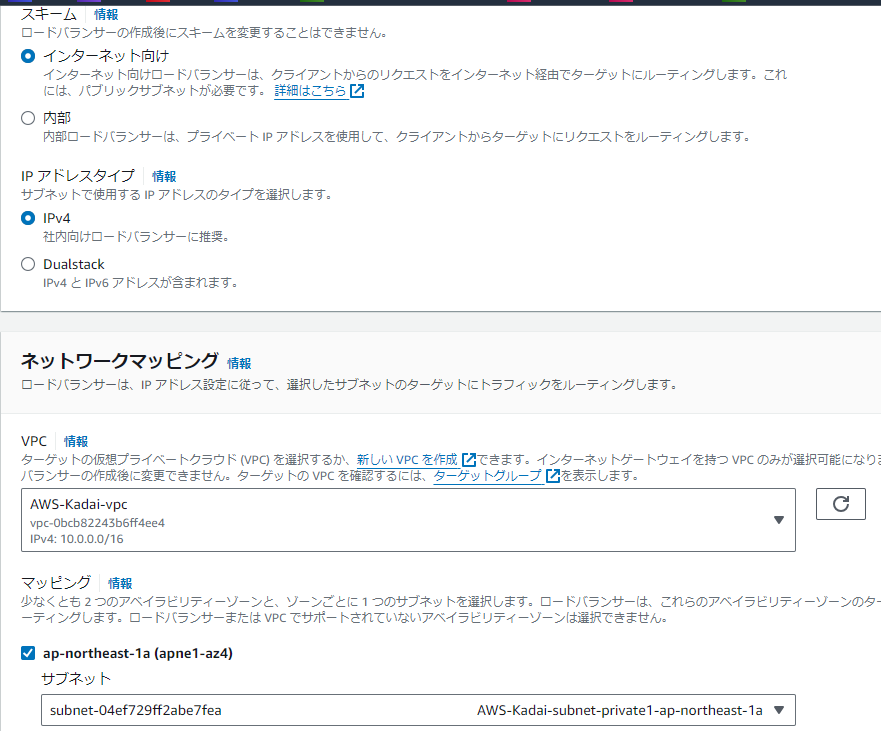 スキーム 情報
ロードバランサーの作成後にスキームを変更することはできません。
インターネット向け
インターネット向けロードバランサーは、クライアントからのリクエストをインターネット経由でターゲットにルーティングします。これ
には、パブリックサブネットが必要です。 詳細はこちら
内部
内部ロードバランサーは、プライベート IP アドレスを使用して、クライアントからターゲットにリクエストをルーティングします。
IP アドレスタイプ 情報
サブネットで使用する IP アドレスのタイプを選択します。
IPv4
社内向けロードバランサーに推奨。
Dualstack
IPv4 と IPv6 アドレスが含まれます。
ネットワークマッピング 情報
ロードバランサーは、IP アドレス設定に従って、選択したサブネットのターゲットにトラフィックをルーティングします。
VPC 情報
ターゲットの仮想プライベートクラウド (VPC) を選択するか、新しい VPC を作成 できます。インターネットゲートウェイを持つ VPC のみが選択可能になりま
バランサーの作成後に変更できません。ターゲットの VPC を確認するには、ターゲットグループ を表示します。
AWS-Kadai-vpc
vpc-0bcb82243b6ff4ee4
IPv4: 10.0.0.0/16
マッピング 情報
少なくとも 2 つのアベイラビリティーゾーンと、ゾーンごとに 1 つのサブネットを選択します。ロードバランサーは、これらのアベイラビリティーゾーンのター
ーティングします。ロードバランサーまたは VPC でサポートされていないアベイラビリティーゾーンは選択できません。
ap-northeast-1a (apne1-az4)
サブネット
subnet-04ef729ff2abe7fea AWS-Kadai-subnet-private1-ap-northeast-1a